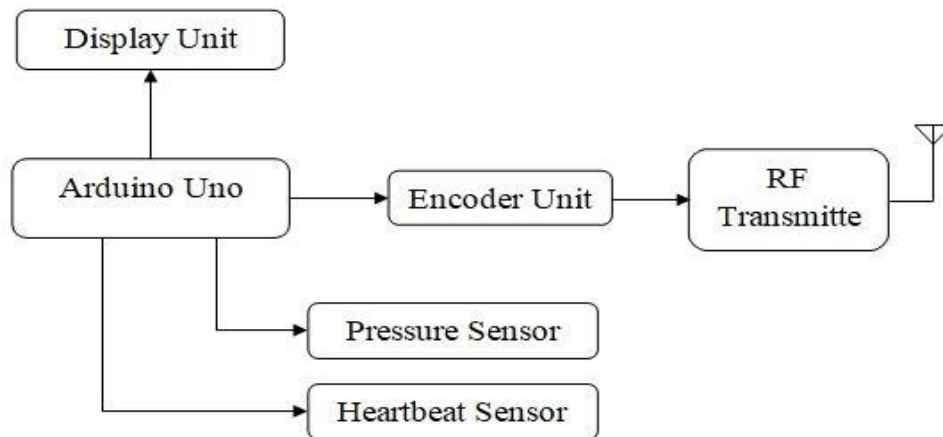 Display Unit
Arduino Uno
Encoder Unit
RF
Transmitte
Pressure Sensor
Heartbeat Sensor